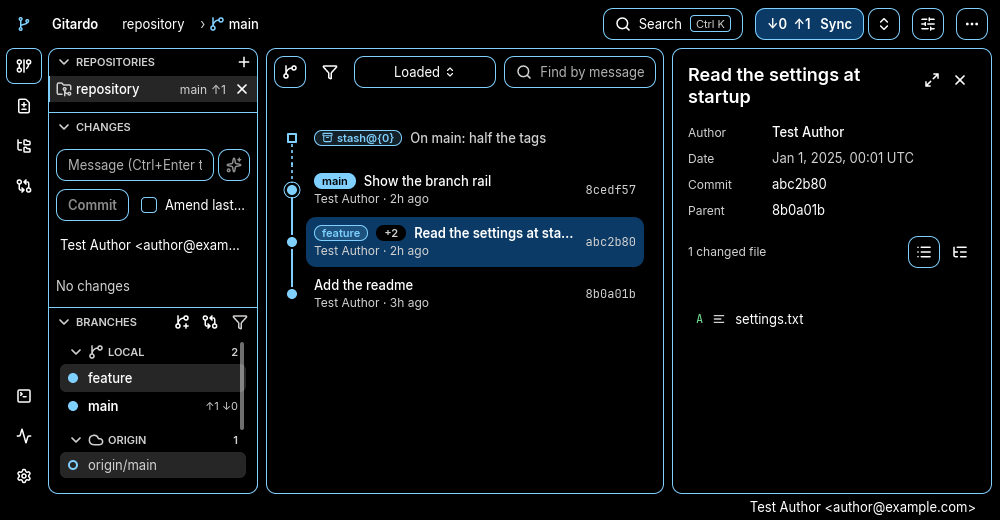 Gitardo repository › main Search Ctrl K ↓0 ↑1 Sync
REPOSITORIES
repository main ↑1
CHANGES
Message (Ctrl+Enter t
Commit Amend last...
Test Author <author@exam...
No changes
BRANCHES
LOCAL 2
feature
main ↑1 ↓0
ORIGIN 1
origin/main
Loaded Find by message
stash@{0} On main: half the tags
main Show the branch rail
Test Author · 2h ago 8cedf57
feature +2 Read the settings at sta...
Test Author · 2h ago abc2b80
Add the readme
Test Author · 3h ago 8b0a01b
Read the settings at
startup
Author Test Author
Date Jan 1, 2025, 00:01 UTC
Commit abc2b80
Parent 8b0a01b
1 changed file
A settings.txt
Test Author <author@example.com>